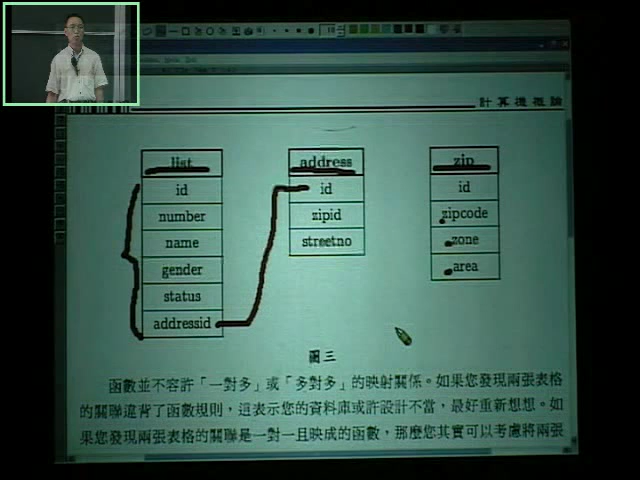 計算機概論
list
address
zip
id
id
id
number
zipid
zipcode
name
streetno
zone
gender
area
status
addressid
圖三
函數並不容許「一對多」或「多對多」的映射關係。如果您發現兩張表格
的關聯違背了函數規則，這表示您的資料庫或許設計不當，最好重新想想。如
果您發現兩張表格的關聯是一對一且映成的函數，那麼您其實可以考慮將兩張